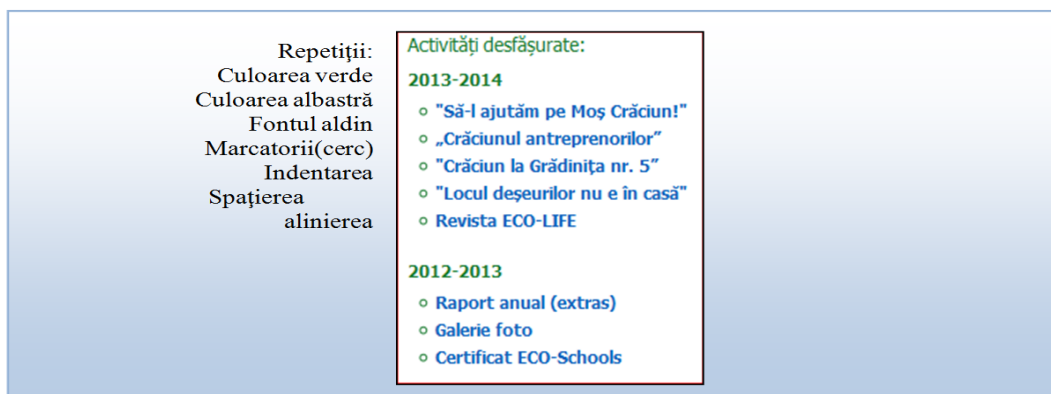 Repetiţii:
Culoarea verde
Culoarea albastră
Fontul aldin
Marcatorii(cerc)
Indentarea
Spaţierea
alinierea
Activități desfășurate:
2013-2014
"Să-l ajutăm pe Moş Crăciun!"
„Crăciunul antreprenorilor”
"Crăciun la Grădiniţa nr. 5”
"Locul deşeurilor nu e în casă"
Revista ECO-LIFE
2012-2013
Raport anual (extras)
Galerie foto
Certificat ECO-Schools